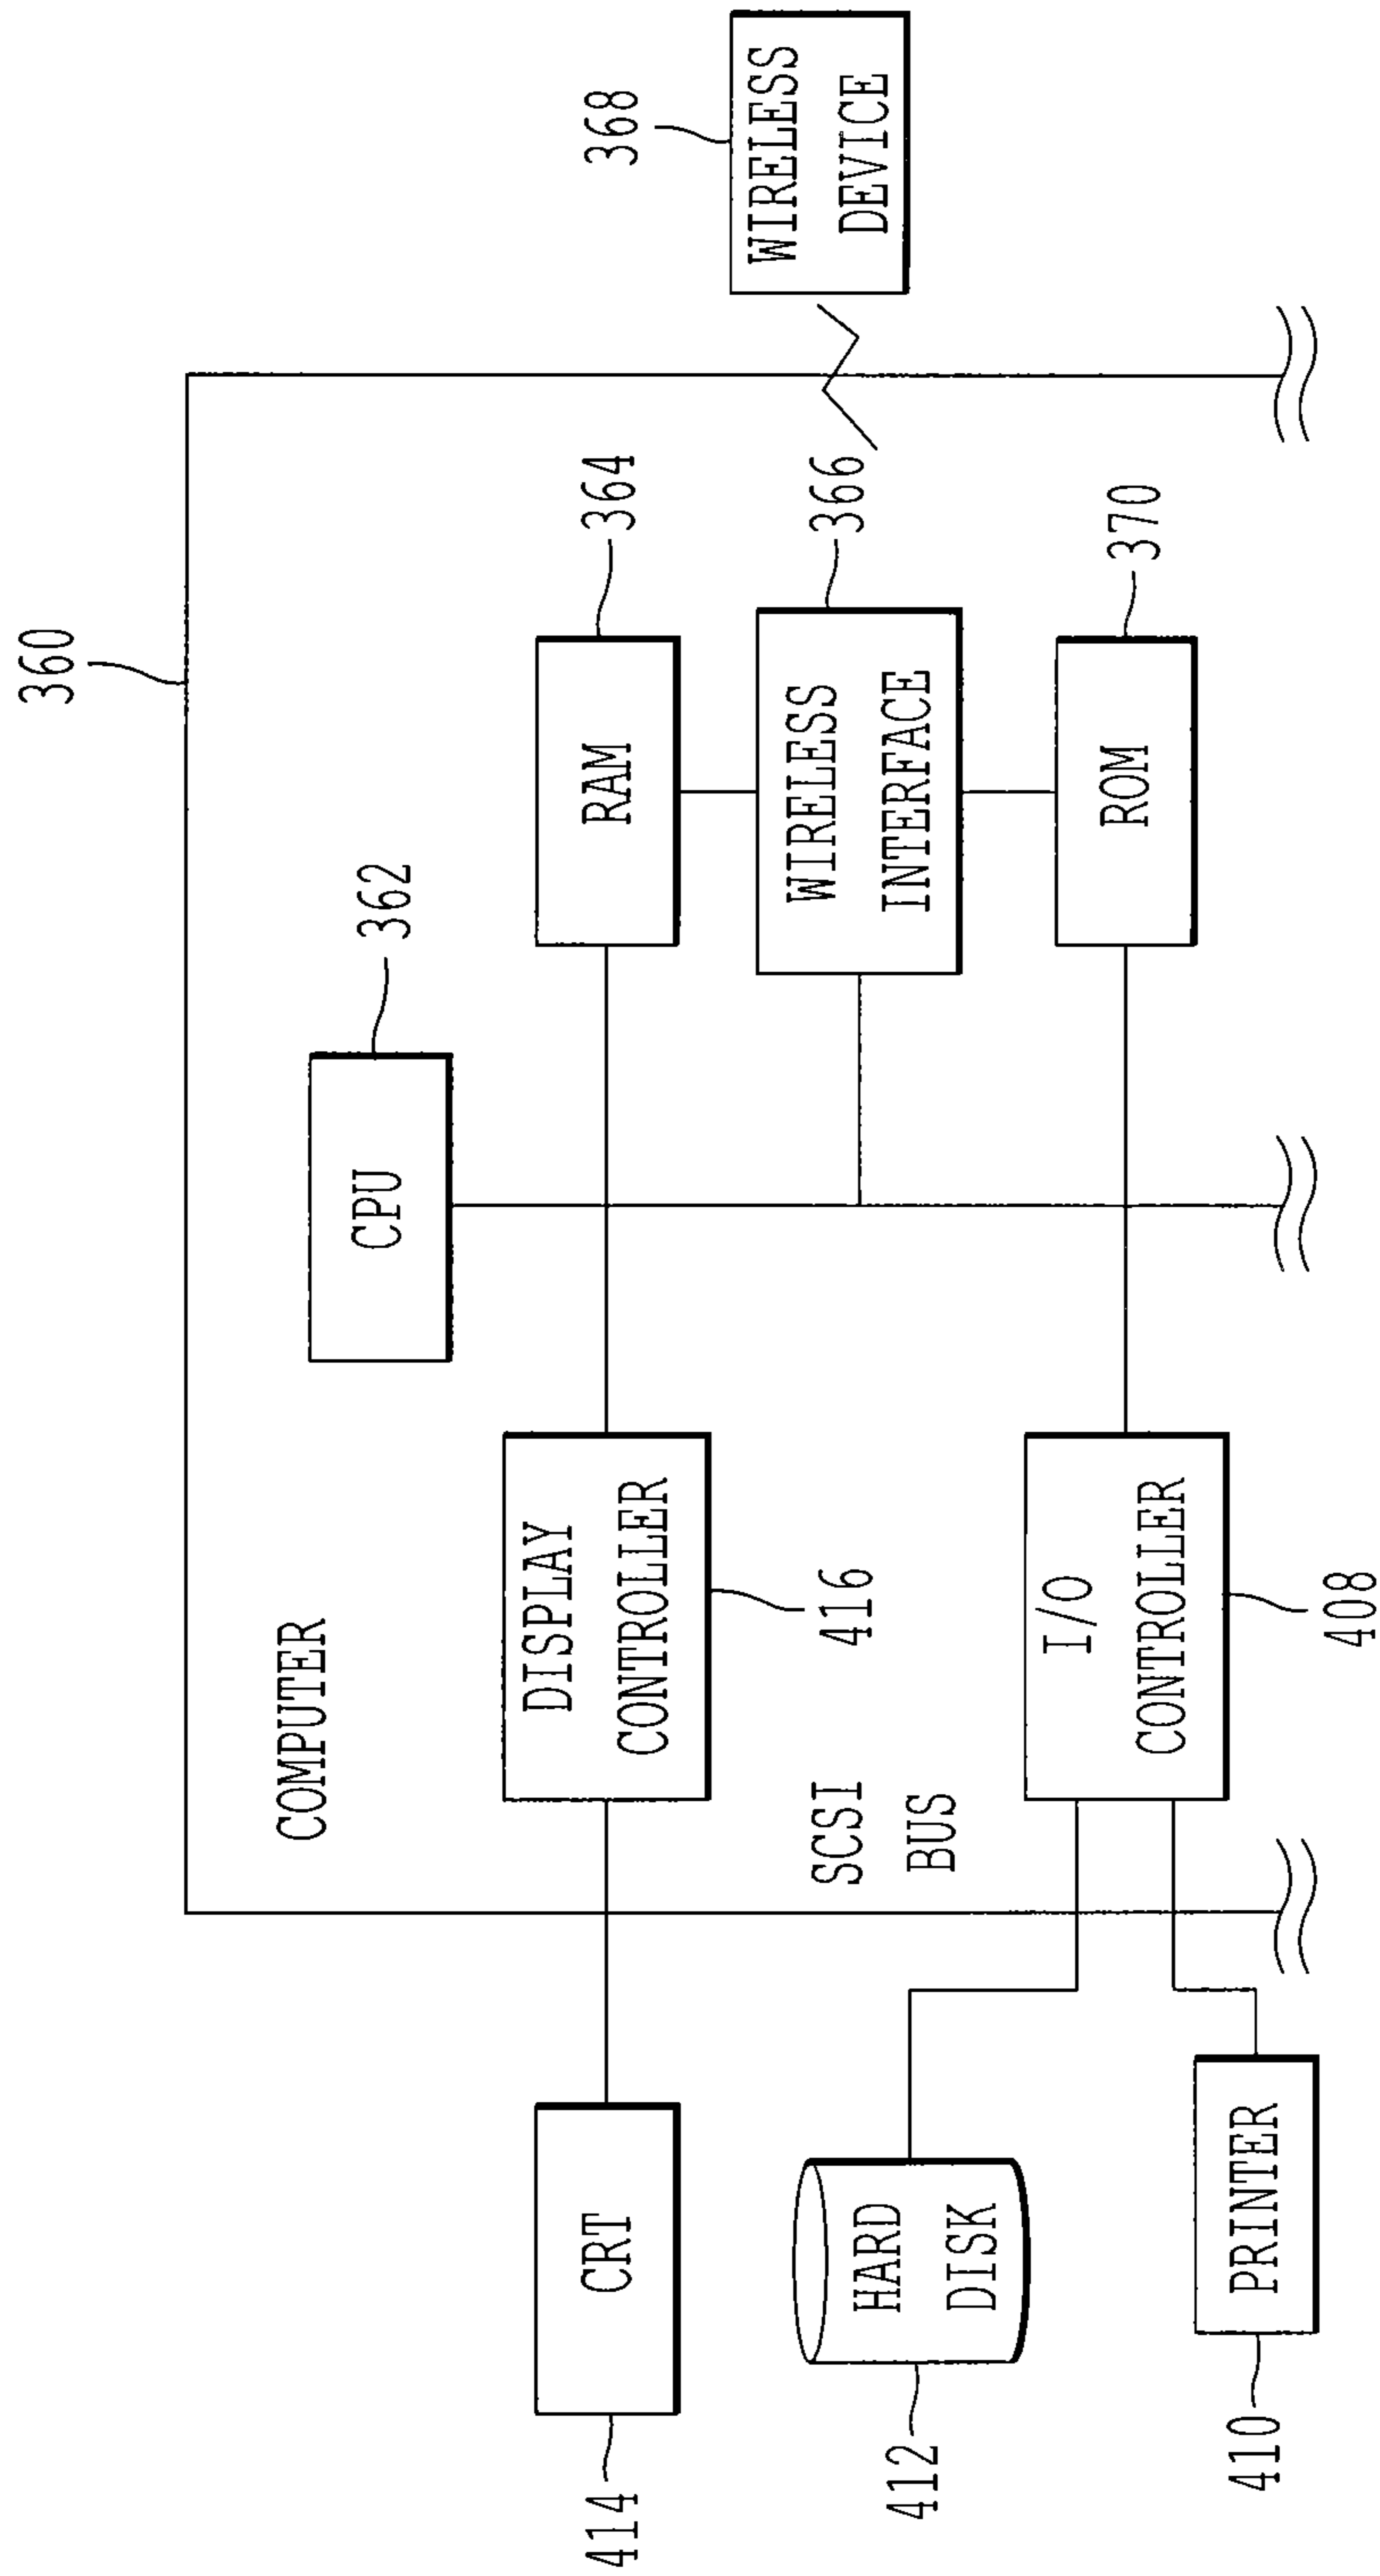 360
COMPUTER
CPU
362
414
CRT
DISPLAY
CONTROLLER
416
RAM
364
368
WIRELESS
DEVICE
WIRELESS
INTERFACE
366
SCSI
BUS
412
HARD
DISK
I/O
CONTROLLER
408
ROM
370
410
PRINTER